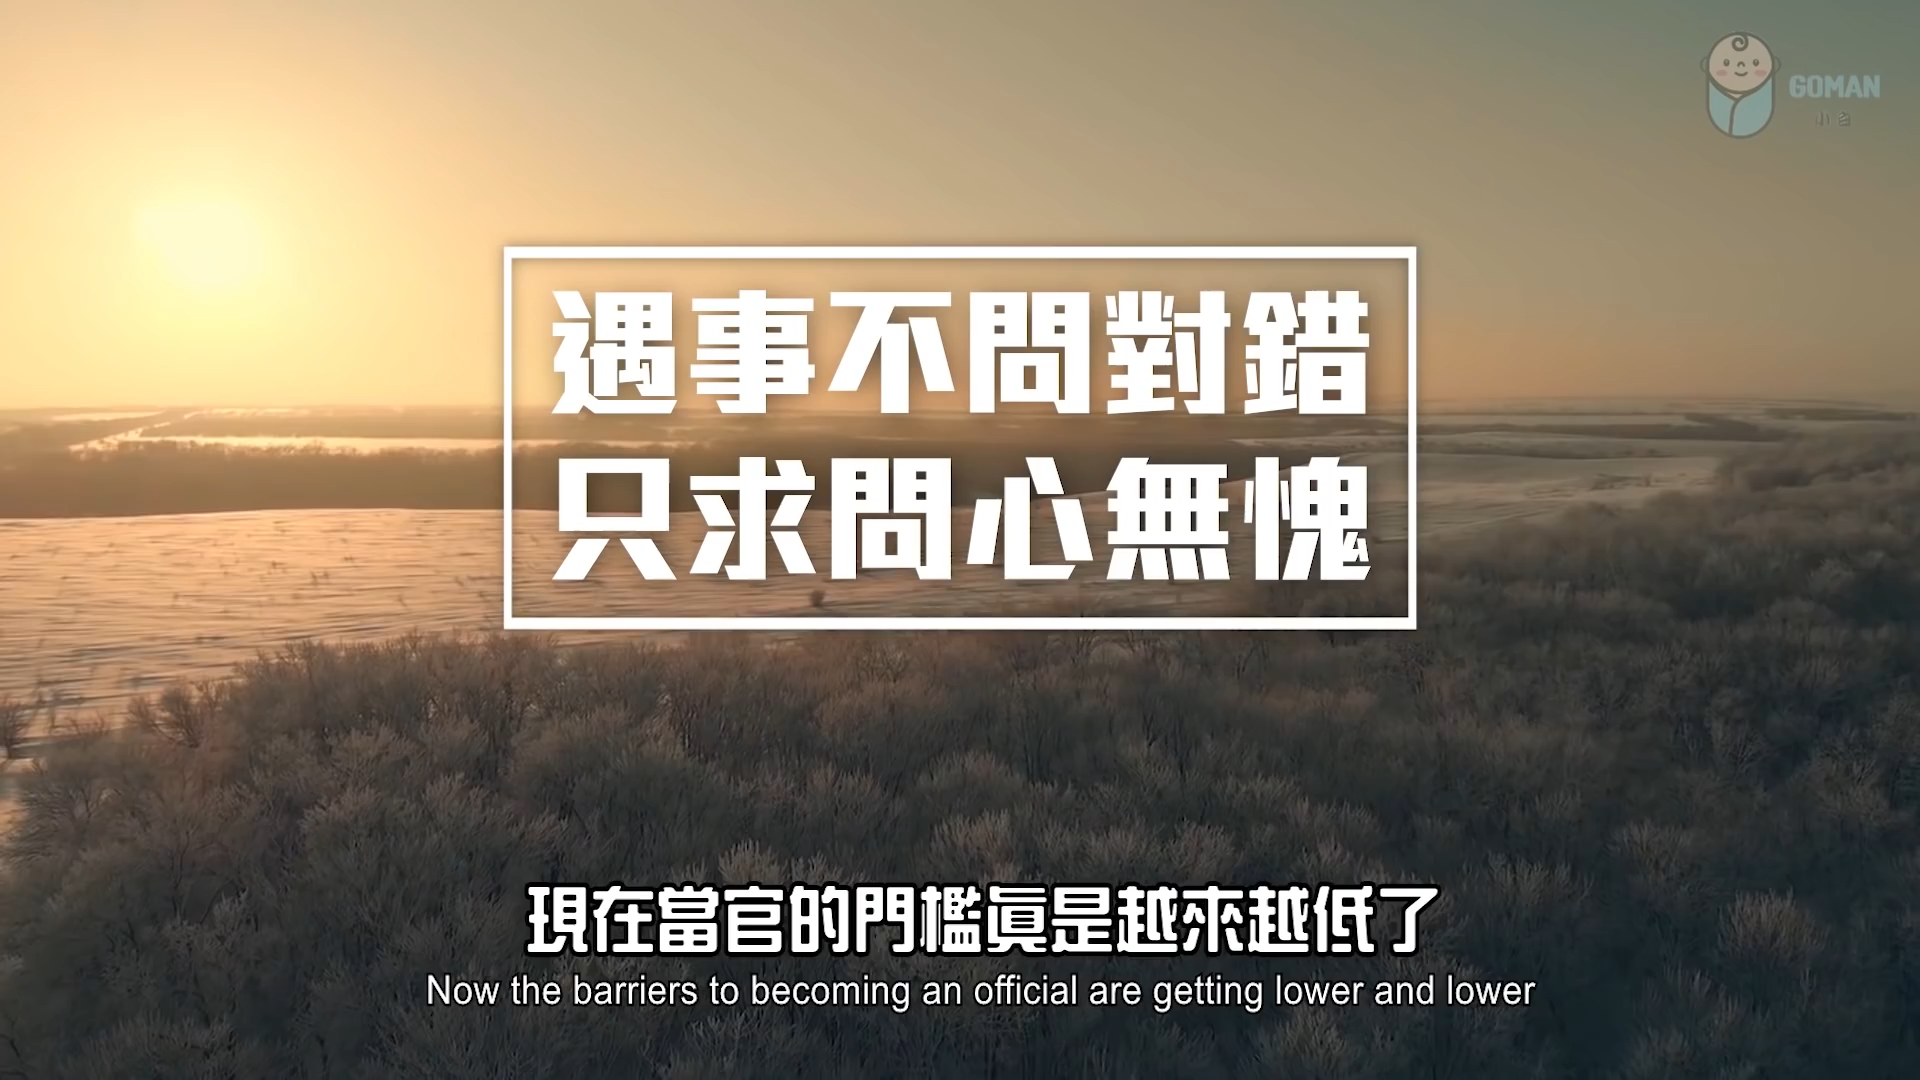 GOMAN
小白
遇事不問對錯
只求問心無愧
現在當官的門檻真是越來越低了
Now the barriers to becoming an official are getting lower and lower